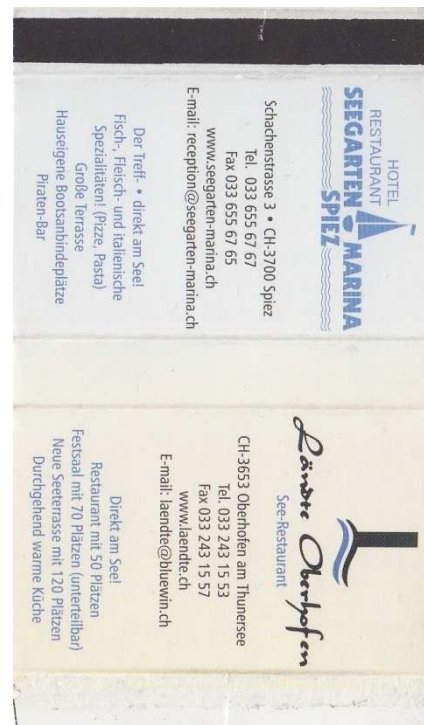 HOTEL
RESTAURANT
SEEGARTEN MARINA
SPIEZ
Schachenstrasse 3 • CH-3700 Spiez
Tel. 033 655 67 67
Fax 033 655 67 65
www.seegarten-marina.ch
E-mail: reception@seegarten-marina.ch
Der Treff- • direkt am See!
Fisch-, Fleisch- und italienische
Spezialitäten! (Pizze, Pasta)
Große Terrasse
Hauseigene Bootsanbindeplätze
Piraten-Bar
Ländte Oberhofen
See-Restaurant
CH-3653 Oberhofen am Thunersee
Tel. 033 243 15 53
Fax 033 243 15 57
www.laendte.ch
E-mail: laendte@bluewin.ch
Direkt am See!
Restaurant mit 50 Plätzen
Festsaal mit 70 Plätzen (unterteilbar)
Neue Seeterrasse mit 120 Plätzen
Durchgehend warme Küche